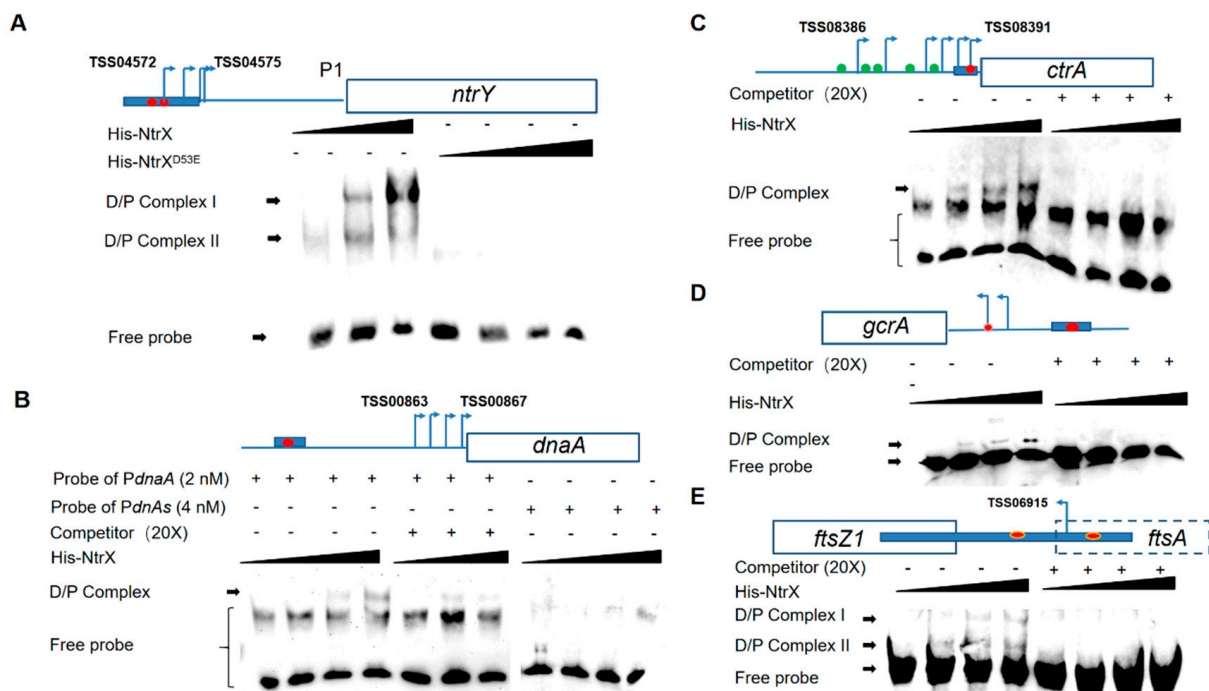 A
TSS04572
TSS04575
P1
ntrY
His-NtrX
- - - -
His-NtrX^D53E
- - - -
D/P Complex I
D/P Complex II
Free probe
B
TSS00863
TSS00867
dnaA
Probe of PdnaA (2 nM)
+ + + + + + + - - - -
Probe of PdnAs (4 nM)
- - - - - - - + + + +
Competitor (20X)
- - - - + + + - - - -
His-NtrX
D/P Complex
Free probe
C
TSS08386
TSS08391
ctrA
Competitor (20X)
- - - - + + + +
His-NtrX
D/P Complex
Free probe
D
gcrA
Competitor (20X)
- - - - + + + +
His-NtrX
D/P Complex
Free probe
E
TSS06915
ftsZ1
ftsA
Competitor (20X)
- - - - + + + +
His-NtrX
D/P Complex I
D/P Complex II
Free probe